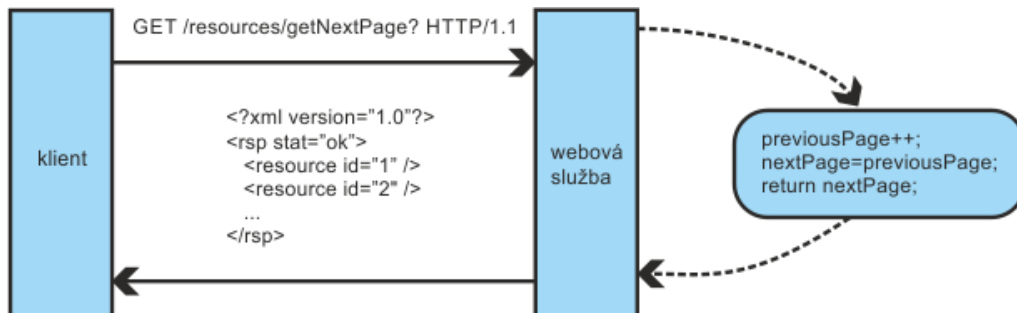 GET /resources/getNextPage? HTTP/1.1
klient
<?xml version="1.0"?>
<rsp stat="ok">
<resource id="1" />
<resource id="2" />
...
</rsp>
webová
služba
previousPage++;
nextPage=previousPage;
return nextPage;